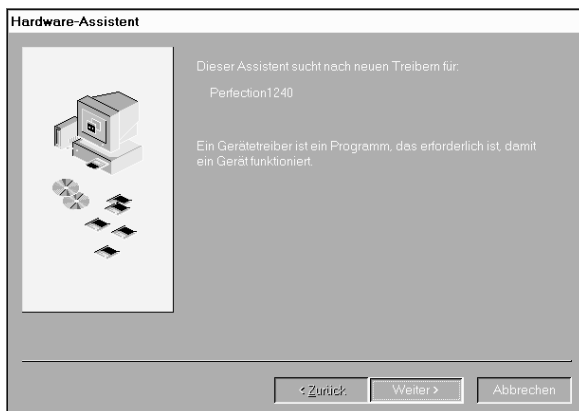 Hardware-Assistent
Dieser Assistent sucht nach neuen Treibern für:
Perfection1240
Ein Gerätetreiber ist ein Programm, das erforderlich ist, damit
ein Gerät funktioniert.
< Zurück
Weiter >
Abbrechen